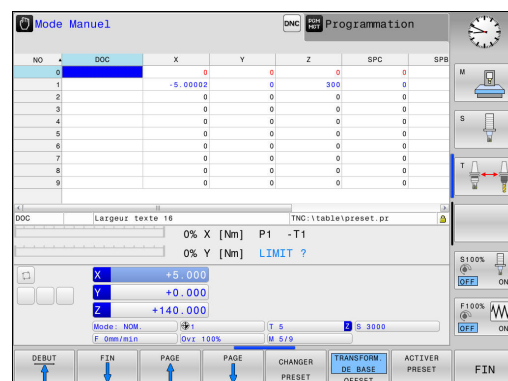 Mode Manuel
DNC
PGM MGT
Programmation
NO DOC X Y Z SPC SPB
0 0 0 0 0
1 -5.00002 0 300 0
2 0 0 0 0
3 0 0 0 0
4 0 0 0 0
5 0 0 0 0
6 0 0 0 0
7 0 0 0 0
8 0 0 0 0
9 0 0 0 0
DOC Largeur texte 16 TNC:\table\preset.pr
0% X [Nm] P1 -T1
0% Y [Nm] LIMIT ?
X +5.000
Y +0.000
Z +140.000
Mode: NOM. 1 T 5 Z S 3000
F 0mm/min Ovr 100% M 5/9
M
S
T
S100%
OFF ON
F100%
OFF ON
DEBUT
FIN
PAGE
PAGE
CHANGER
PRESET
TRANSFORM.
DE BASE
OFFSET
ACTIVER
PRESET
FIN